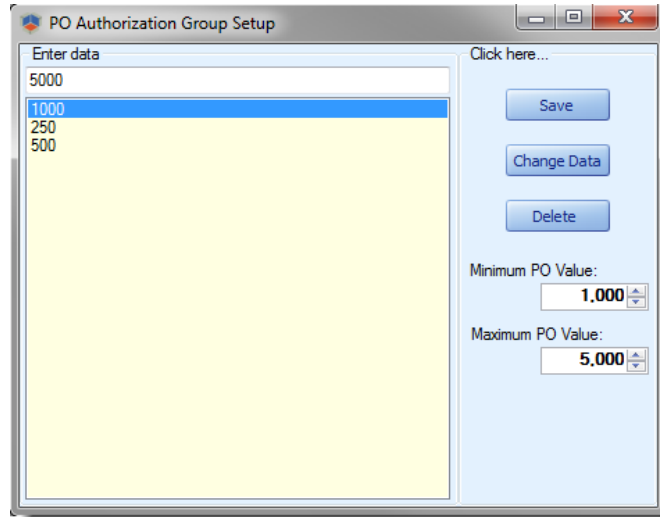 PO Authorization Group Setup
Enter data
5000
1000
250
500
Click here...
Save
Change Data
Delete
Minimum PO Value:
1,000
Maximum PO Value:
5,000